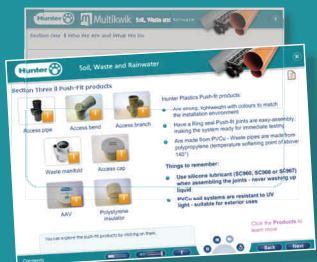 Hunter Multikwik Soil, Waste and Rainwater
Section One | Who We Are and What We Do
Hunter Soil, Waste and Rainwater
Section Three || Push-Fit products
Access pipe
Access bend
Access branch
Waste manifold
Access cap
AAV
Polystyrene insulator
Hunter Plastics Push-fit products:
Are strong, lightweight with colours to match
the installation environment
Have a Ring seal Push-fit joints are easy-assembly,
making the system ready for immediate testing
Are made from PVCu - Waste pipes are made from
polypropylene (temperature softening point of above
140°)
Things to remember:
Use silicone lubricant (SC960, SC966 or SC967)
when assembling the joints - never washing up
liquid
PVCu soil systems are resistant to UV
light - suitable for exterior uses
You can explore the push-fit products by clicking on them.
Click the Products to
learn more
Contents
Back
Next